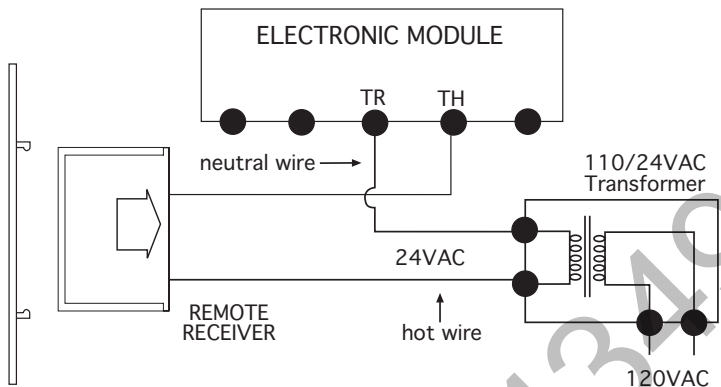 ELECTRONIC MODULE
TR TH
neutral wire
110/24VAC
Transformer
24VAC
REMOTE
RECEIVER
hot wire
120VAC